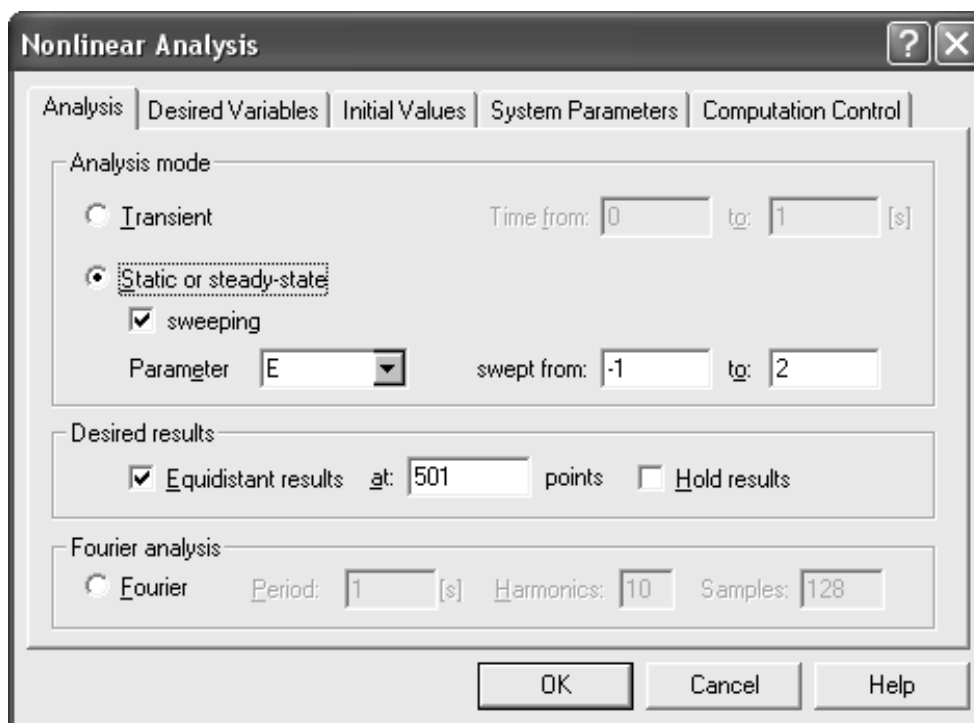 Nonlinear Analysis
Analysis Desired Variables Initial Values System Parameters Computation Control
Analysis mode
Transient Time from: 0 to: 1 [s]
Static or steady-state
sweeping
Parameter E swept from: -1 to: 2
Desired results
Equidistant results at: 501 points Hold results
Fourier analysis
Fourier Period: 1 [s] Harmonics: 10 Samples: 128
OK Cancel Help